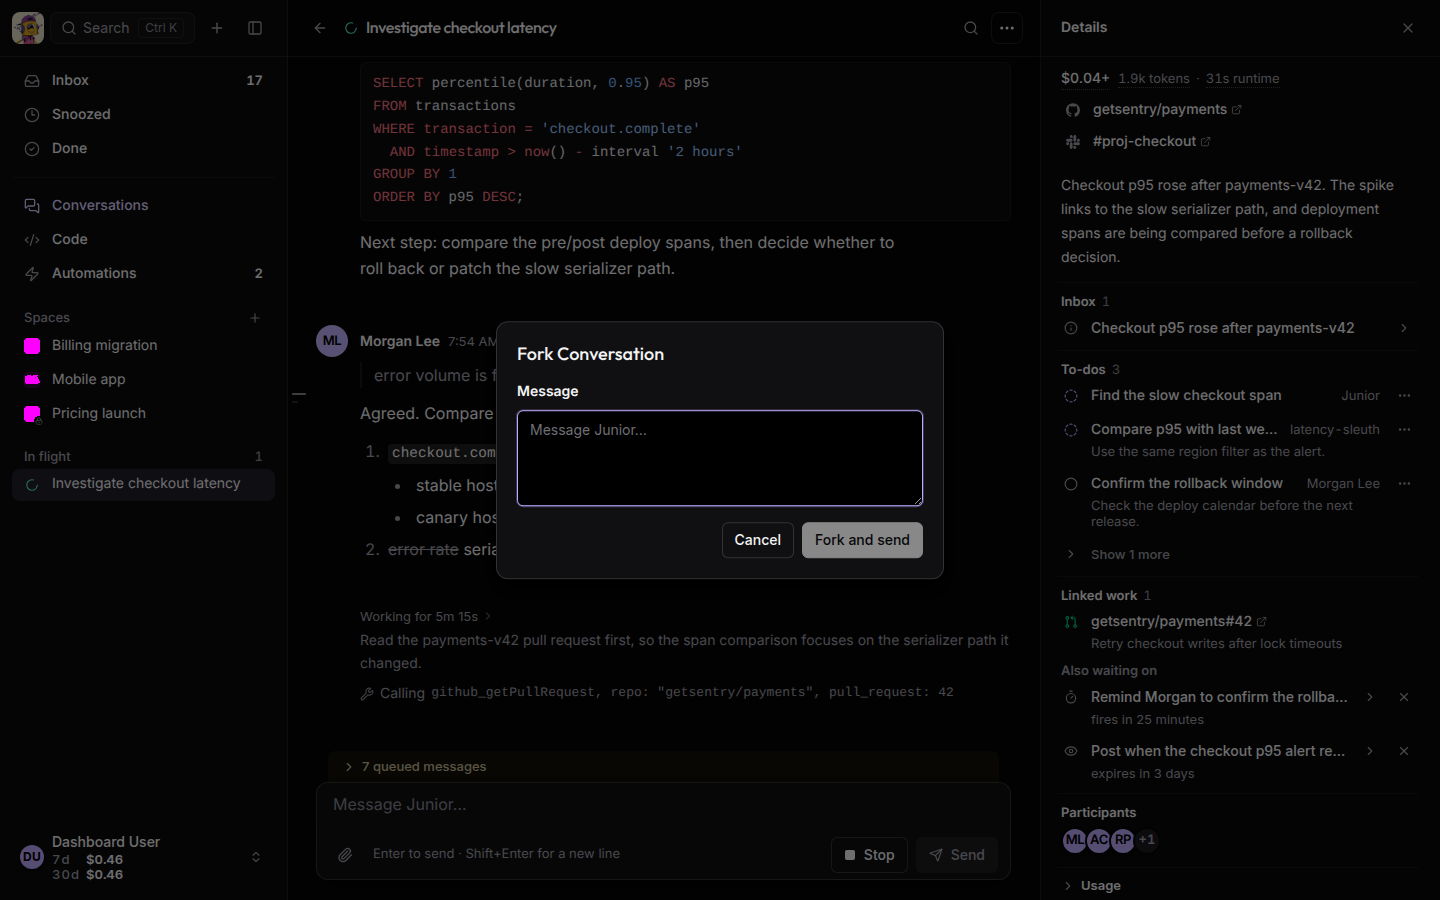 Search Ctrl K
Inbox 17
Snoozed
Done
Conversations
Code
Automations 2
Spaces
Billing migration
Mobile app
Pricing launch
In flight 1
Investigate checkout latency
DU
Dashboard User
7d $0.46
30d $0.46
Investigate checkout latency
SELECT percentile(duration, 0.95) AS p95
FROM transactions
WHERE transaction = 'checkout.complete'
AND timestamp > now() - interval '2 hours'
GROUP BY 1
ORDER BY p95 DESC;
Next step: compare the pre/post deploy spans, then decide whether to
roll back or patch the slow serializer path.
ML
Morgan Lee 7:54 AM
error volume is
Agreed. Compare
1. checkout.com
• stable host
• canary hos
2. error rate seria
Working for 5m 15s
Read the payments-v42 pull request first, so the span comparison focuses on the serializer path it
changed.
Calling github_getPullRequest, repo: "getsentry/payments", pull_request: 42
7 queued messages
Message Junior...
Enter to send · Shift+Enter for a new line
Stop
Send
Fork Conversation
Message
Message Junior...
Cancel
Fork and send
Details
$0.04+ 1.9k tokens · 31s runtime
getsentry/payments
#proj-checkout
Checkout p95 rose after payments-v42. The spike
links to the slow serializer path, and deployment
spans are being compared before a rollback
decision.
Inbox 1
Checkout p95 rose after payments-v42
To-dos 3
Find the slow checkout span Junior
Compare p95 with last we... latency-sleuth
Use the same region filter as the alert.
Confirm the rollback window Morgan Lee
Check the deploy calendar before the next
release.
Show 1 more
Linked work 1
getsentry/payments#42
Retry checkout writes after lock timeouts
Also waiting on
Remind Morgan to confirm the rollba...
fires in 25 minutes
Post when the checkout p95 alert re...
expires in 3 days
Participants
ML AC RP +1
Usage